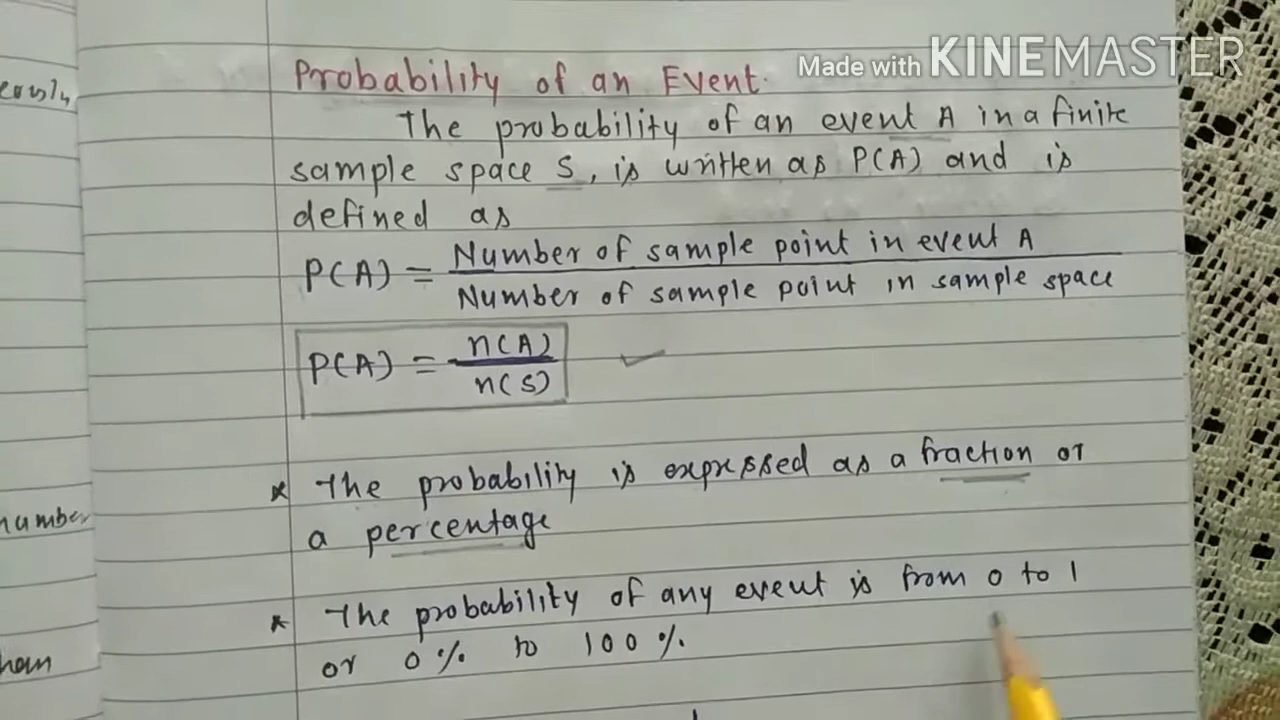 Made with KINEMASTER
eously
Probability of an Event.
The probability of an event A in a finite
sample space S, is written as P(A) and is
defined as
P(A) = Number of sample point in event A
Number of sample point in sample space
P(A) = n(A)
n(S)
* The probability is expressed as a fraction or
a percentage
number
* The probability of any event is from 0 to 1
or 0% to 100%